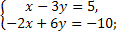 x − 3y = 5,
−2x + 6y = −10;